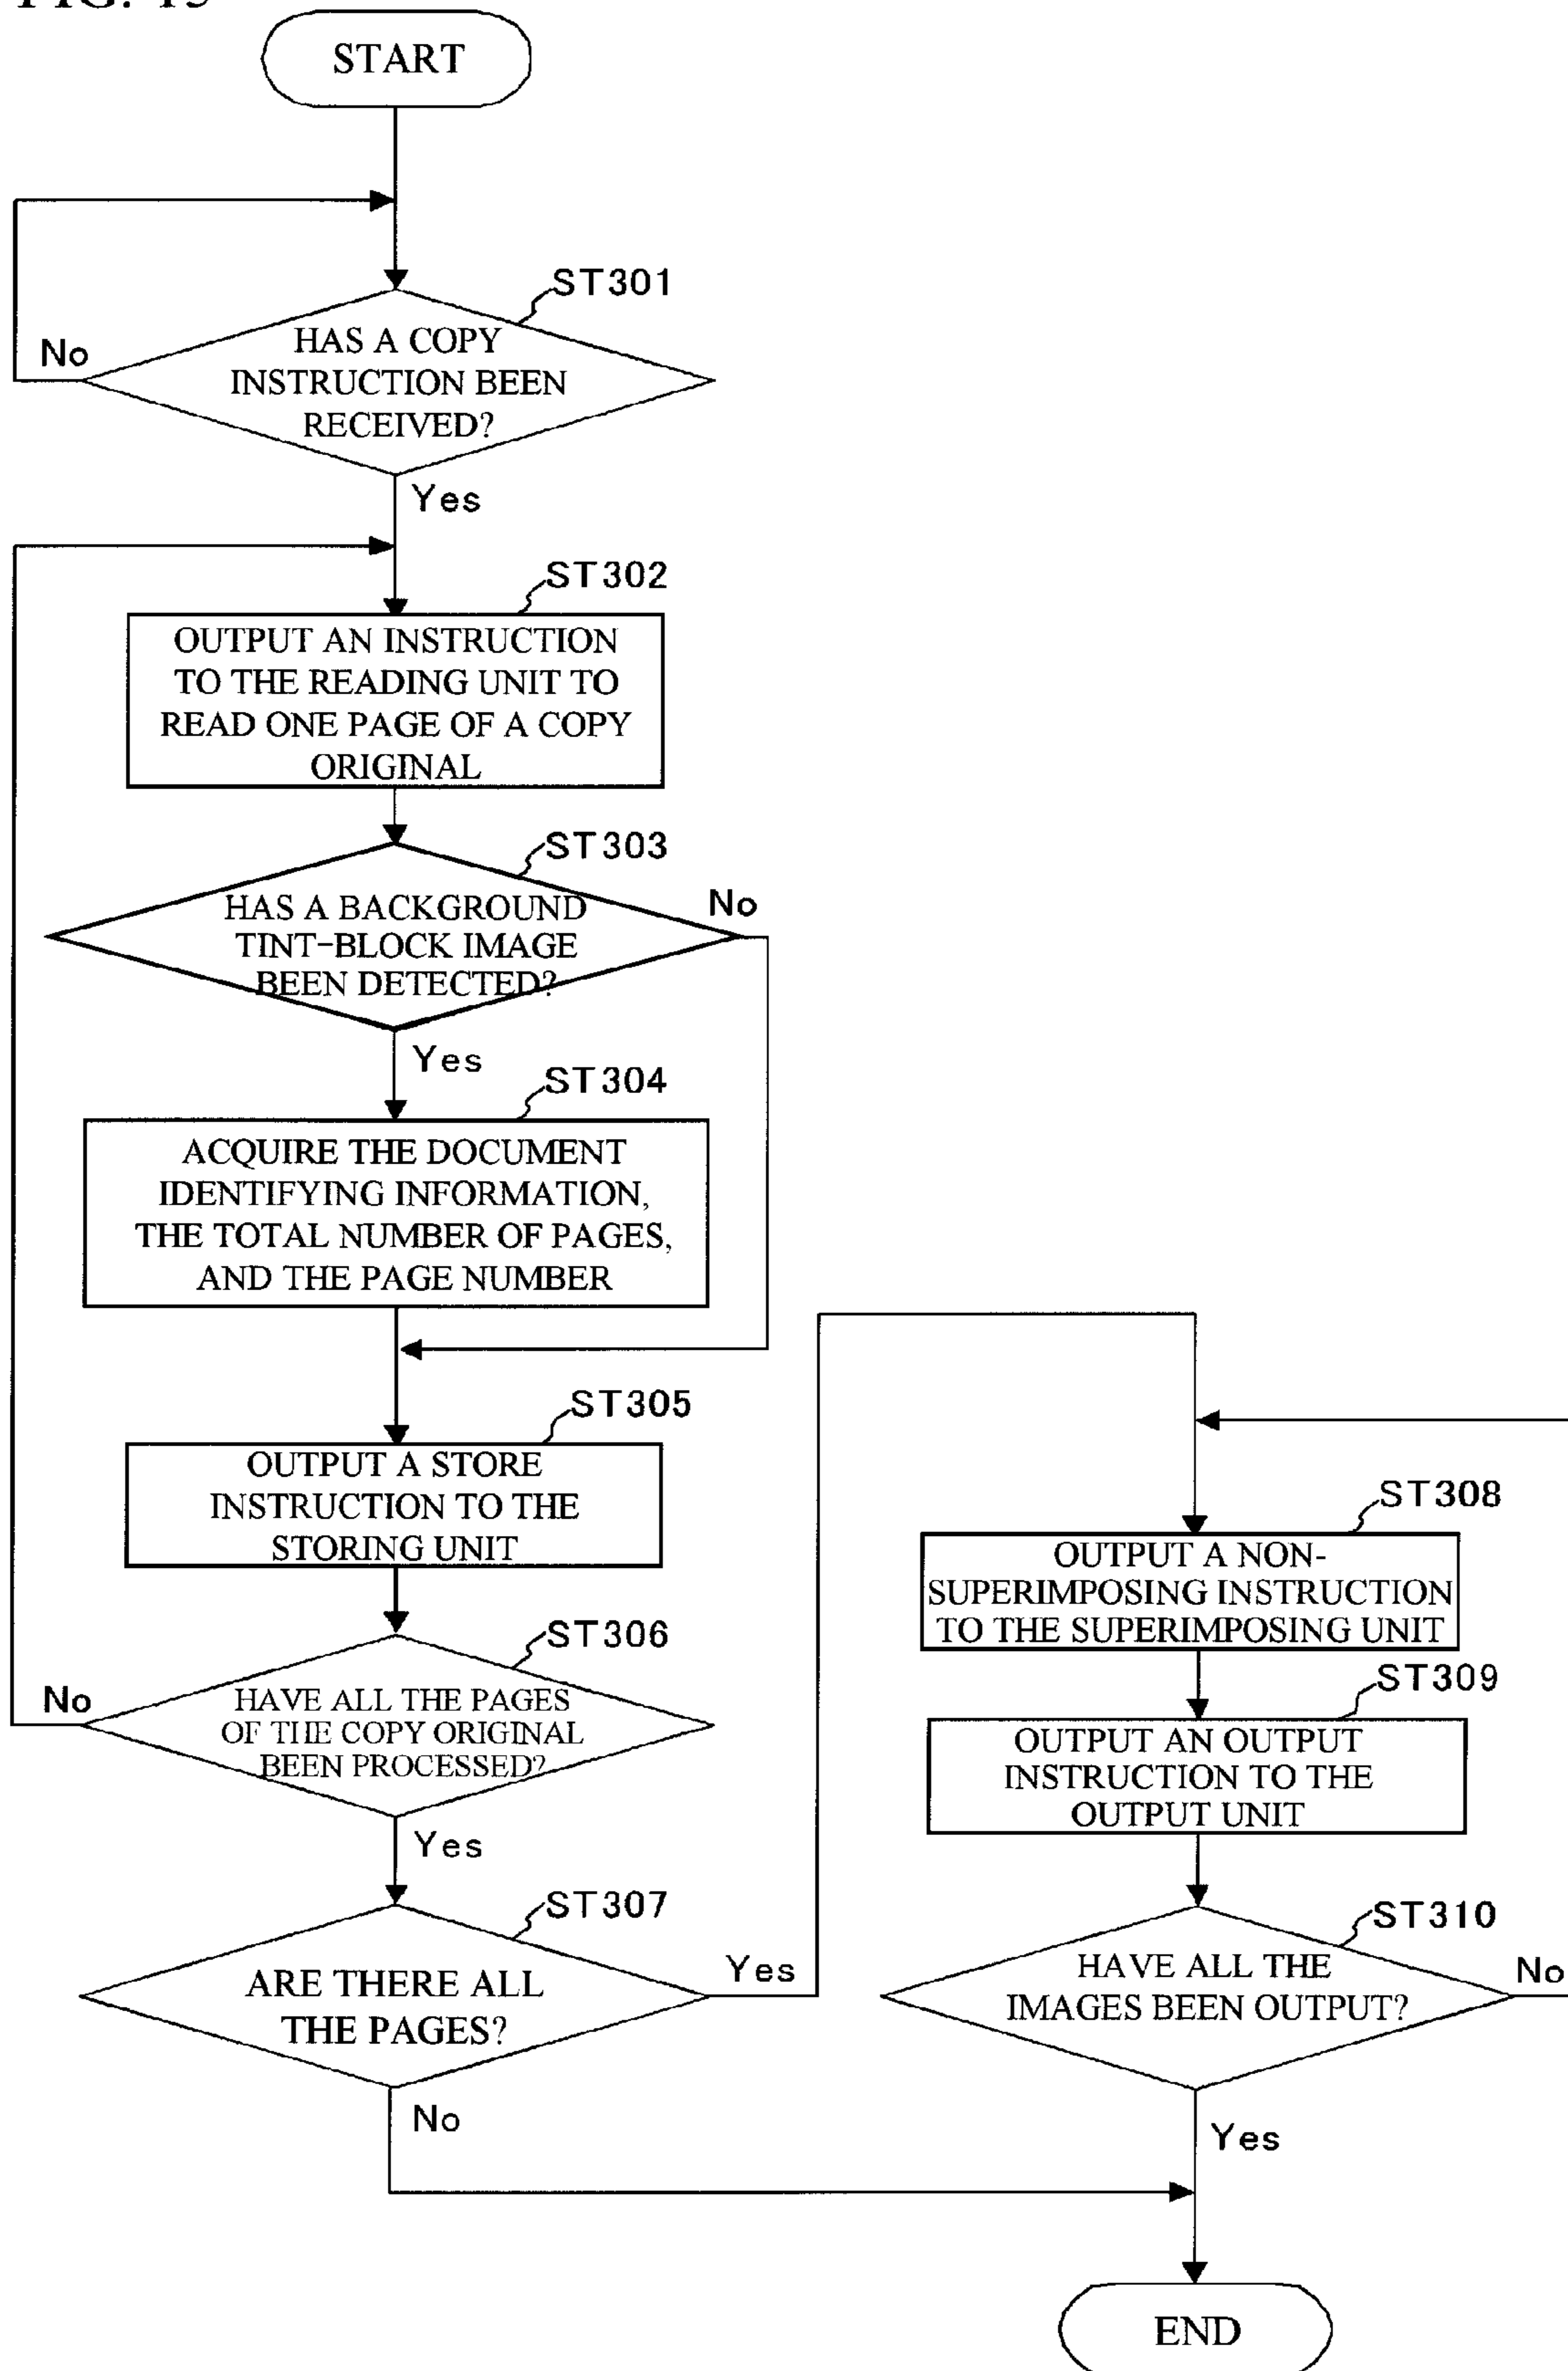 START
ST301
No
HAS A COPY
INSTRUCTION BEEN
RECEIVED?
Yes
ST302
OUTPUT AN INSTRUCTION
TO THE READING UNIT TO
READ ONE PAGE OF A COPY
ORIGINAL
ST303
No
HAS A BACKGROUND
TINT-BLOCK IMAGE
BEEN DETECTED?
Yes
ST304
ACQUIRE THE DOCUMENT
IDENTIFYING INFORMATION,
THE TOTAL NUMBER OF PAGES,
AND THE PAGE NUMBER
ST305
OUTPUT A STORE
INSTRUCTION TO THE
STORING UNIT
ST306
No
HAVE ALL THE PAGES
OF THE COPY ORIGINAL
BEEN PROCESSED?
Yes
ST307
ARE THERE ALL
THE PAGES?
Yes
No
ST308
OUTPUT A NON-
SUPERIMPOSING INSTRUCTION
TO THE SUPERIMPOSING UNIT
ST309
OUTPUT AN OUTPUT
INSTRUCTION TO THE
OUTPUT UNIT
ST310
HAVE ALL THE
IMAGES BEEN OUTPUT?
No
Yes
END